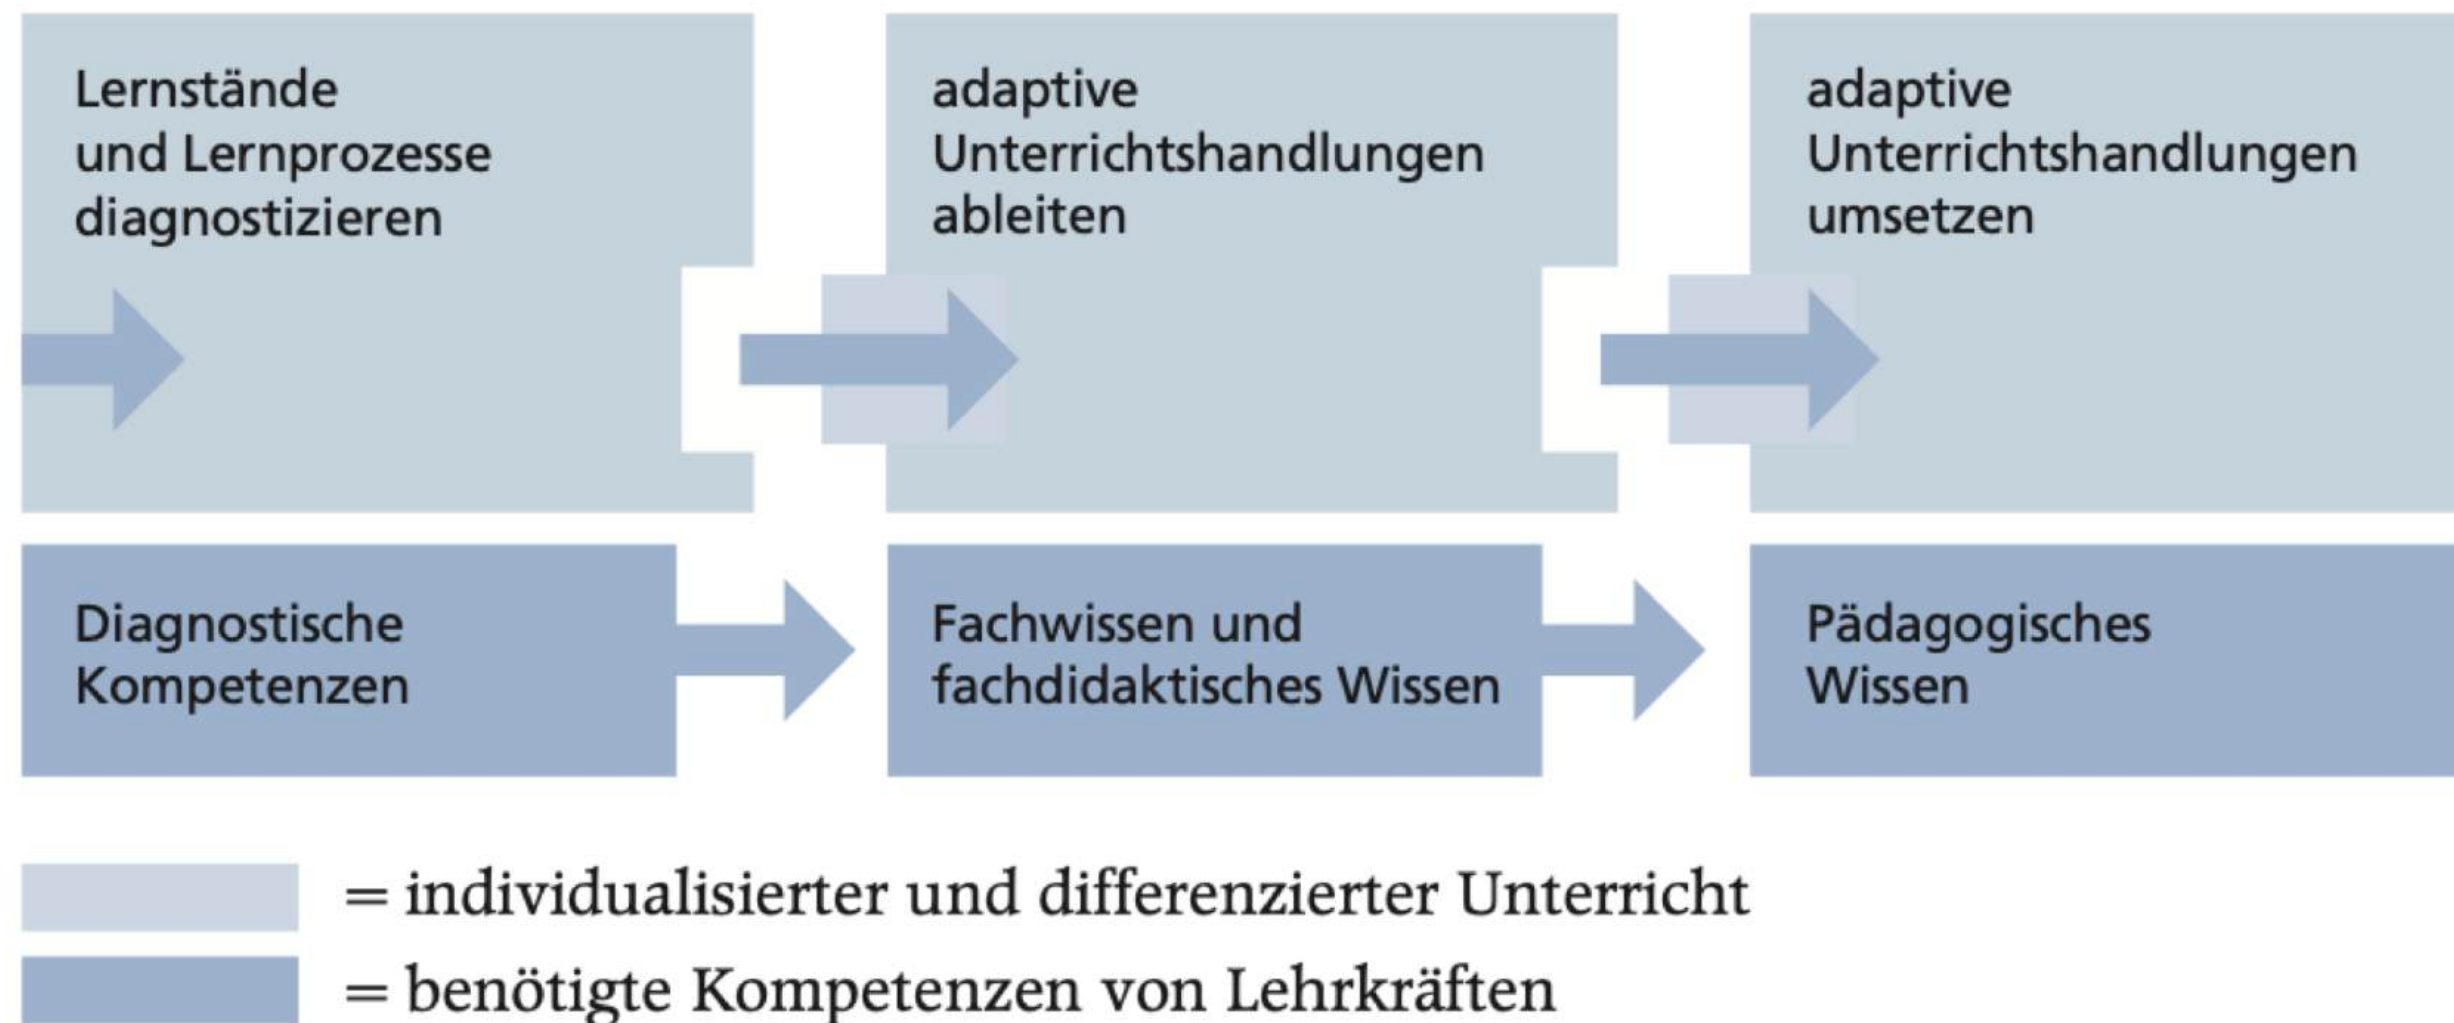 Lernstände
und Lernprozesse
diagnostizieren
adaptive
Unterrichtshandlungen
ableiten
adaptive
Unterrichtshandlungen
umsetzen
Diagnostische
Kompetenzen
Fachwissen und
fachdidaktisches Wissen
Pädagogisches
Wissen
= individualisierter und differenzierter Unterricht
= benötigte Kompetenzen von Lehrkräften